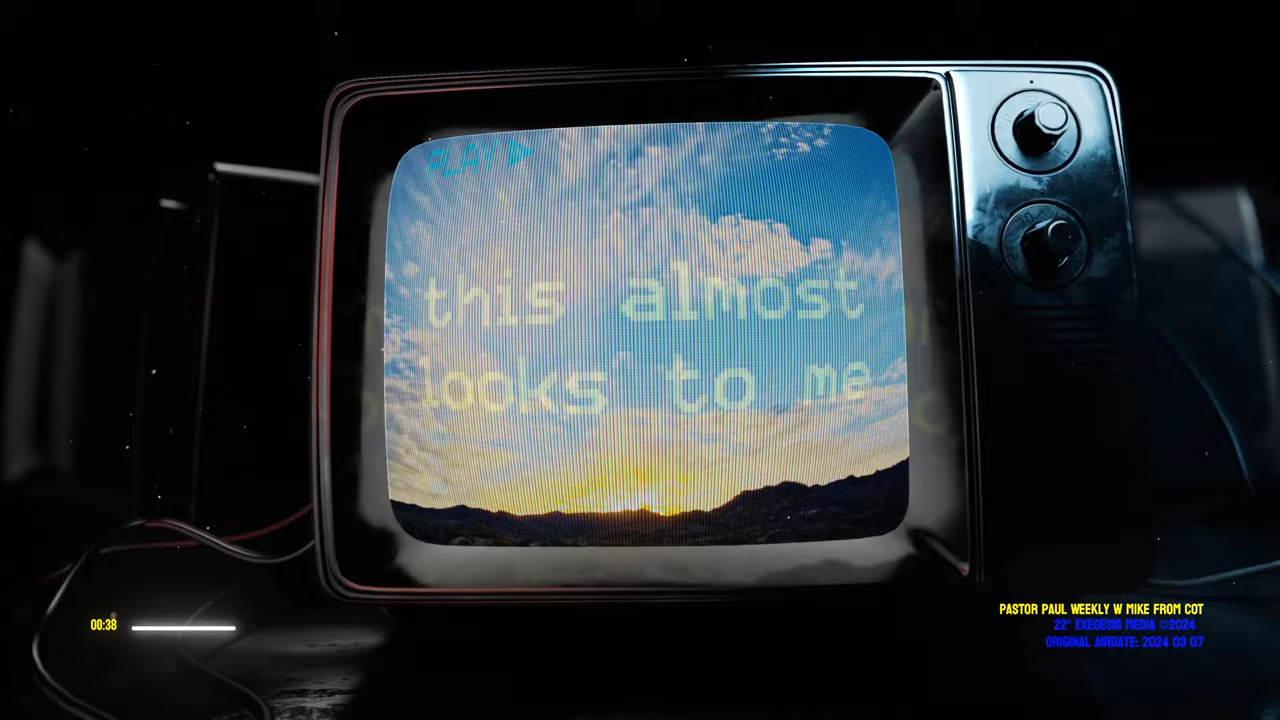 PLAY
this almost
looks to me
00:38
PASTOR PAUL WEEKLY W MIKE FROM COT
22° EXEGESIS MEDIA ©2024
ORIGINAL AIRDATE: 2024 03 07